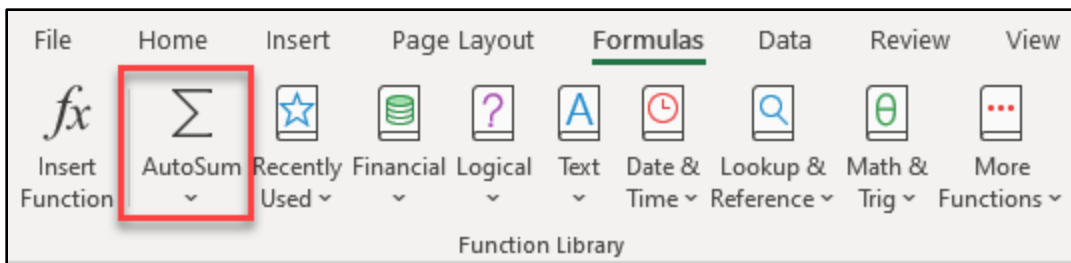 File Home Insert Page Layout Formulas Data Review View
fx Σ ? A θ
Insert AutoSum Recently Financial Logical Text Date & Lookup & Math & More
Function Used Time Reference Trig Functions
Function Library